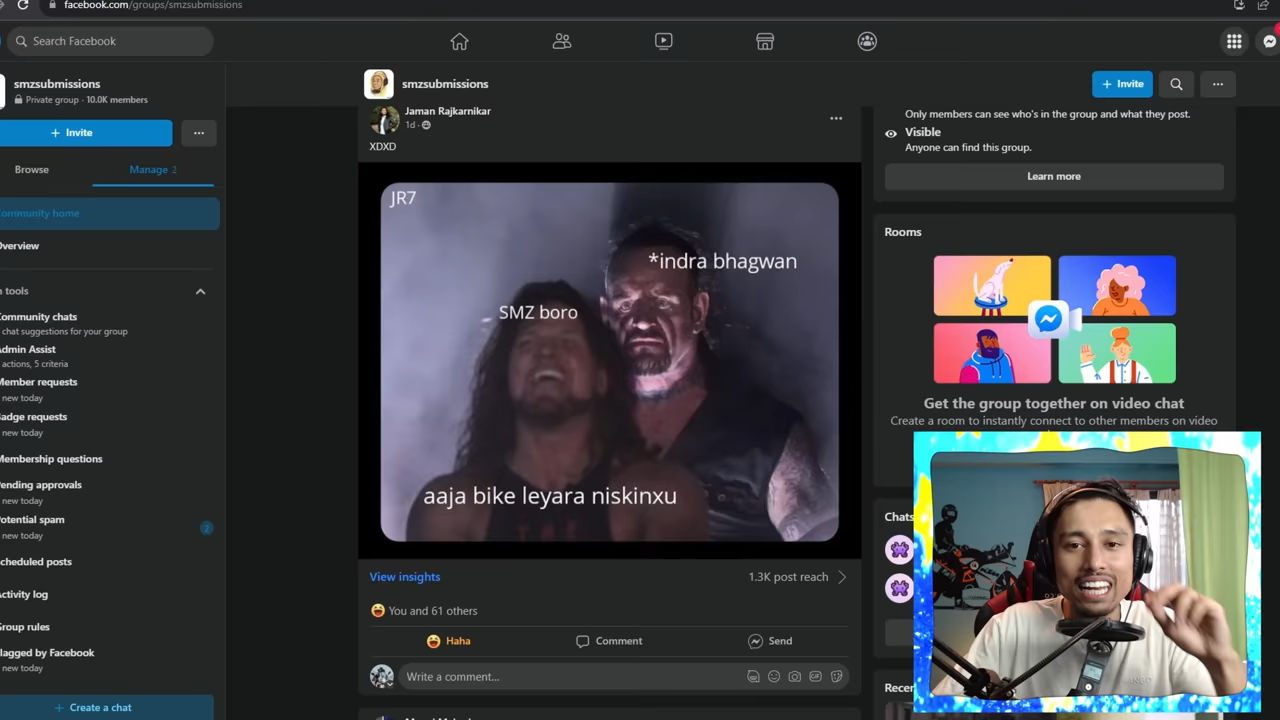 facebook.com/groups/smzsubmissions
Search Facebook
smzsubmissions
Private group · 10.0K members
+ Invite
Browse
Manage 2
Community home
Overview
n tools
Community chats
chat suggestions for your group
Admin Assist
actions, 5 criteria
Member requests
new today
Badge requests
new today
Membership questions
Pending approvals
new today
Potential spam
new today
2
cheduled posts
Activity log
Group rules
new today
lagged by Facebook
new today
+ Create a chat
smzsubmissions
+ Invite
Jaman Rajkarnikar
1d
XDXD
JR7
*indra bhagwan
SMZ boro
aaja bike leyara niskinxu
View insights
1.3K post reach
You and 61 others
Haha
Comment
Send
Write a comment...
Only members can see who's in the group and what they post.
Visible
Anyone can find this group.
Learn more
Rooms
Get the group together on video chat
Create a room to instantly connect to other members on video
Chats
Recen